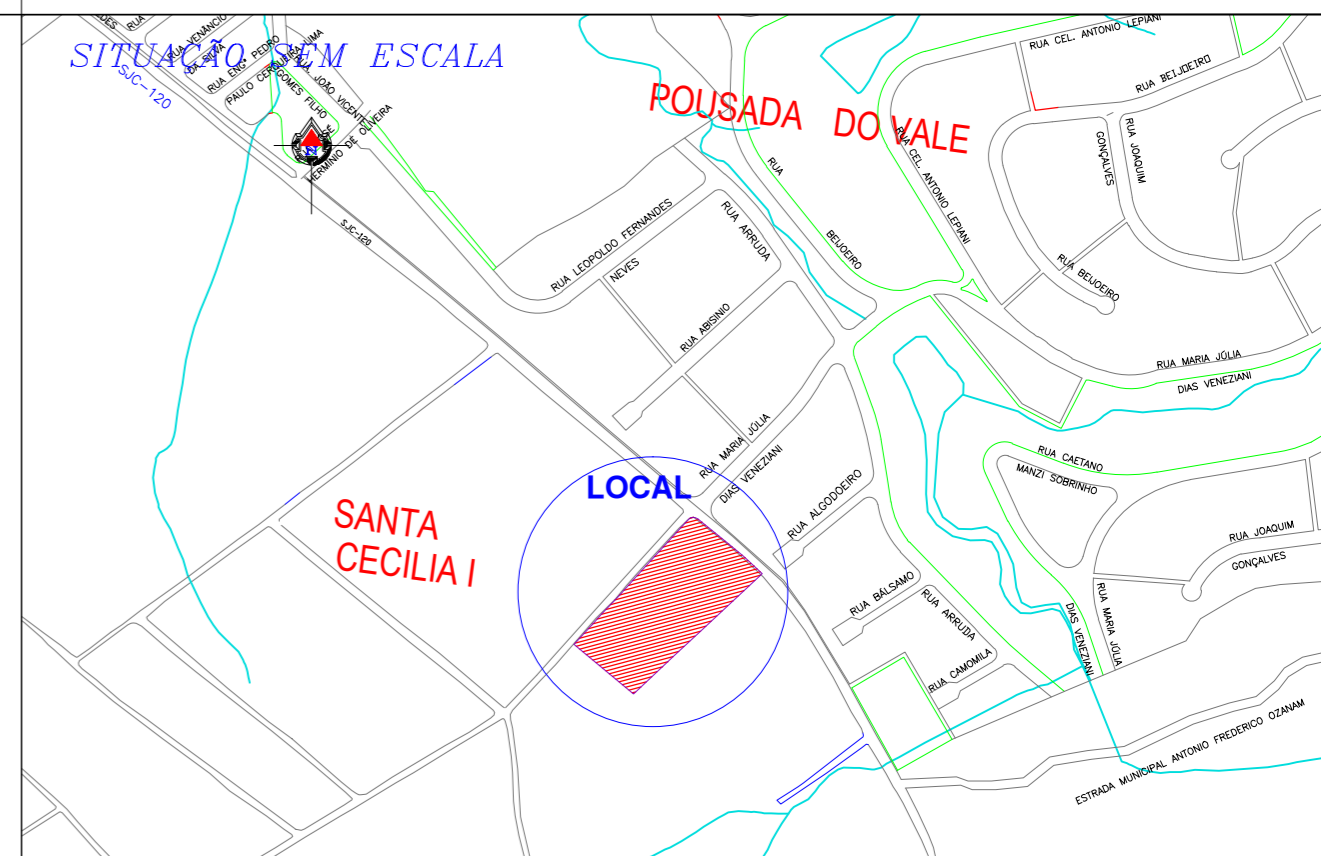 SITUAÇÃO SEM ESCALA
SJC-120
RUA
RUA VENÂNCIO
DA SILVA
RUA ENGº PEDRO
PAULO CERQUEIRA LIMA
GOMES FILHO
RUA JOÃO VICENTE
HERMÍNIO DE OLIVEIRA
N
SJC-120
POUSADA DO VALE
RUA CEL. ANTONIO LEPIANI
RUA BEIJOEIRO
RUA
BEIJOEIRO
RUA CEL. ANTONIO LEPIANI
GONÇALVES
RUA JOAQUIM
RUA LEOPOLDO FERNANDES
NEVES
RUA ARRUDA
RUA ABISINIO
RUA BEIJOEIRO
RUA MARIA JÚLIA
DIAS VENEZIANI
RUA MARIA JÚLIA
DIAS VENEZIANI
RUA CAETANO
MANZI SOBRINHO
LOCAL
RUA ALGODOEIRO
SANTA
CECILIA I
RUA JOAQUIM
GONÇALVES
RUA BÁLSAMO
RUA ARRUDA
RUA CAMOMILA
DIAS VENEZIANI
RUA MARIA JÚLIA
ESTRADA MUNICIPAL ANTONIO FREDERICO OZANAM